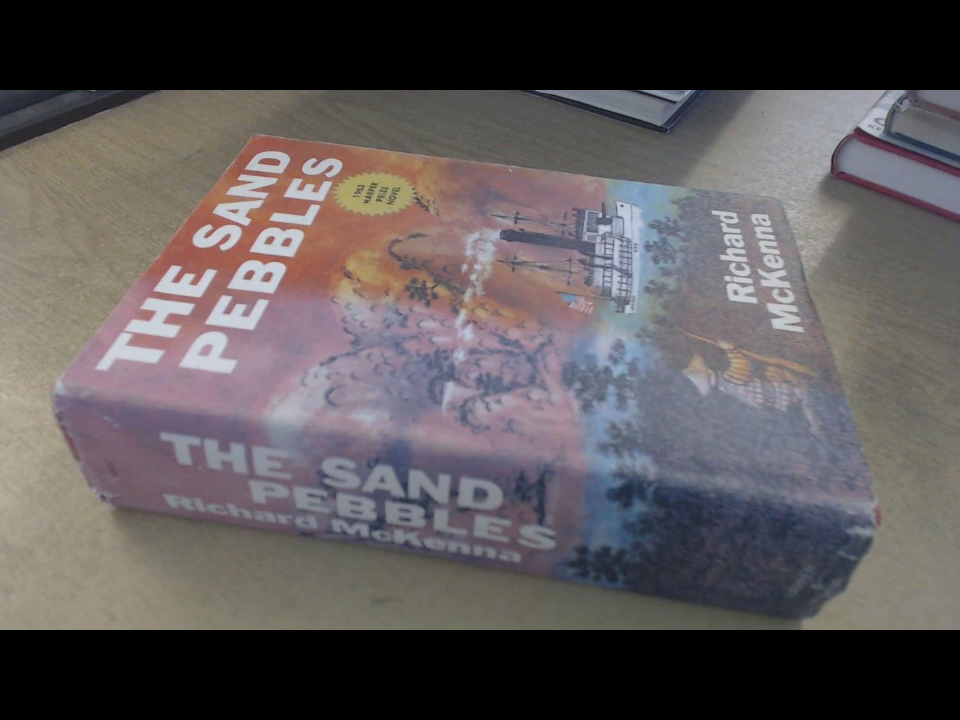 THE SAND
PEBBLES
1963
HARPER
PRIZE
NOVEL
Richard
McKenna
THE SAND
PEBBLES
Richard McKenna